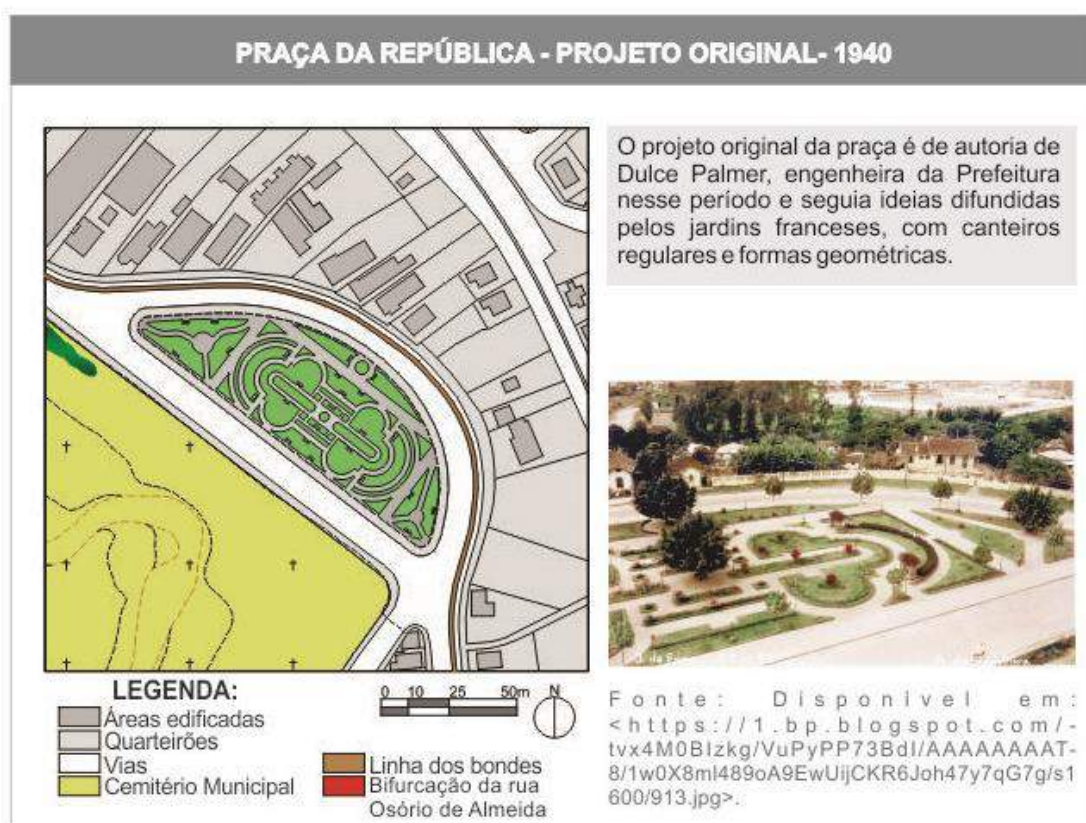 PRAÇA DA REPÚBLICA - PROJETO ORIGINAL- 1940
O projeto original da praça é de autoria de
Dulce Palmer, engenheira da Prefeitura
nesse período e seguia ideias difundidas
pelos jardins franceses, com canteiros
regulares e formas geométricas.
LEGENDA:
Áreas edificadas
Quarteirões
Vias
Cemitério Municipal
0 10 25 50m N
Linha dos bondes
Bifurcação da rua
Osório de Almeida
Fonte: Disponível em:
<https://1.bp.blogspot.com/-
tvx4M0BIzkg/VuPyPP73BdI/AAAAAAAAT-
8/1w0X8ml489oA9EwUijCKR6Joh47y7qG7g/s1
600/913.jpg>.